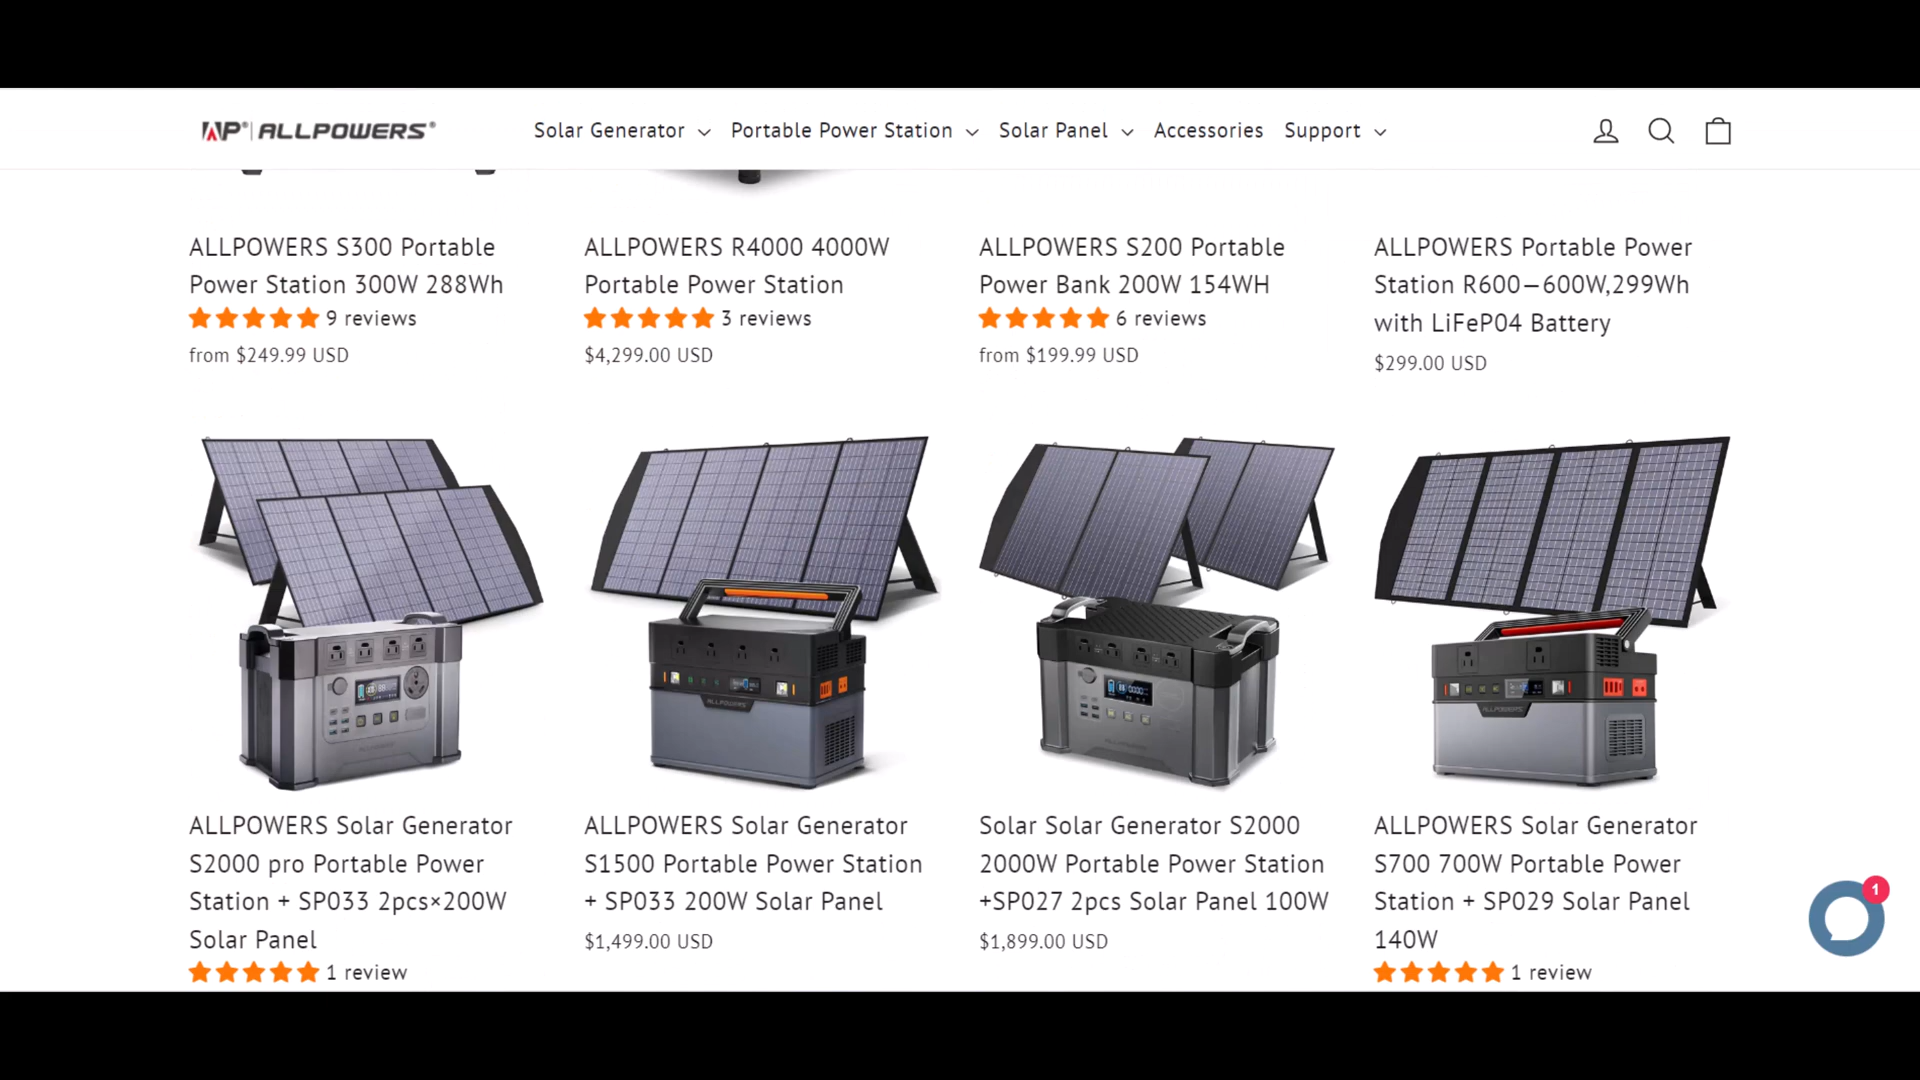 ALLPOWERS
Solar Generator
Portable Power Station
Solar Panel
Accessories
Support
ALLPOWERS S300 Portable
Power Station 300W 288Wh
9 reviews
from $249.99 USD
ALLPOWERS R4000 4000W
Portable Power Station
3 reviews
$4,299.00 USD
ALLPOWERS S200 Portable
Power Bank 200W 154WH
6 reviews
from $199.99 USD
ALLPOWERS Portable Power
Station R600—600W,299Wh
with LiFePO4 Battery
$299.00 USD
ALLPOWERS
ALLPOWERS
ALLPOWERS
ALLPOWERS
ALLPOWERS Solar Generator
S2000 pro Portable Power
Station + SP033 2pcs×200W
Solar Panel
1 review
ALLPOWERS Solar Generator
S1500 Portable Power Station
+ SP033 200W Solar Panel
$1,499.00 USD
Solar Solar Generator S2000
2000W Portable Power Station
+SP027 2pcs Solar Panel 100W
$1,899.00 USD
ALLPOWERS Solar Generator
S700 700W Portable Power
Station + SP029 Solar Panel
140W
1 review
1